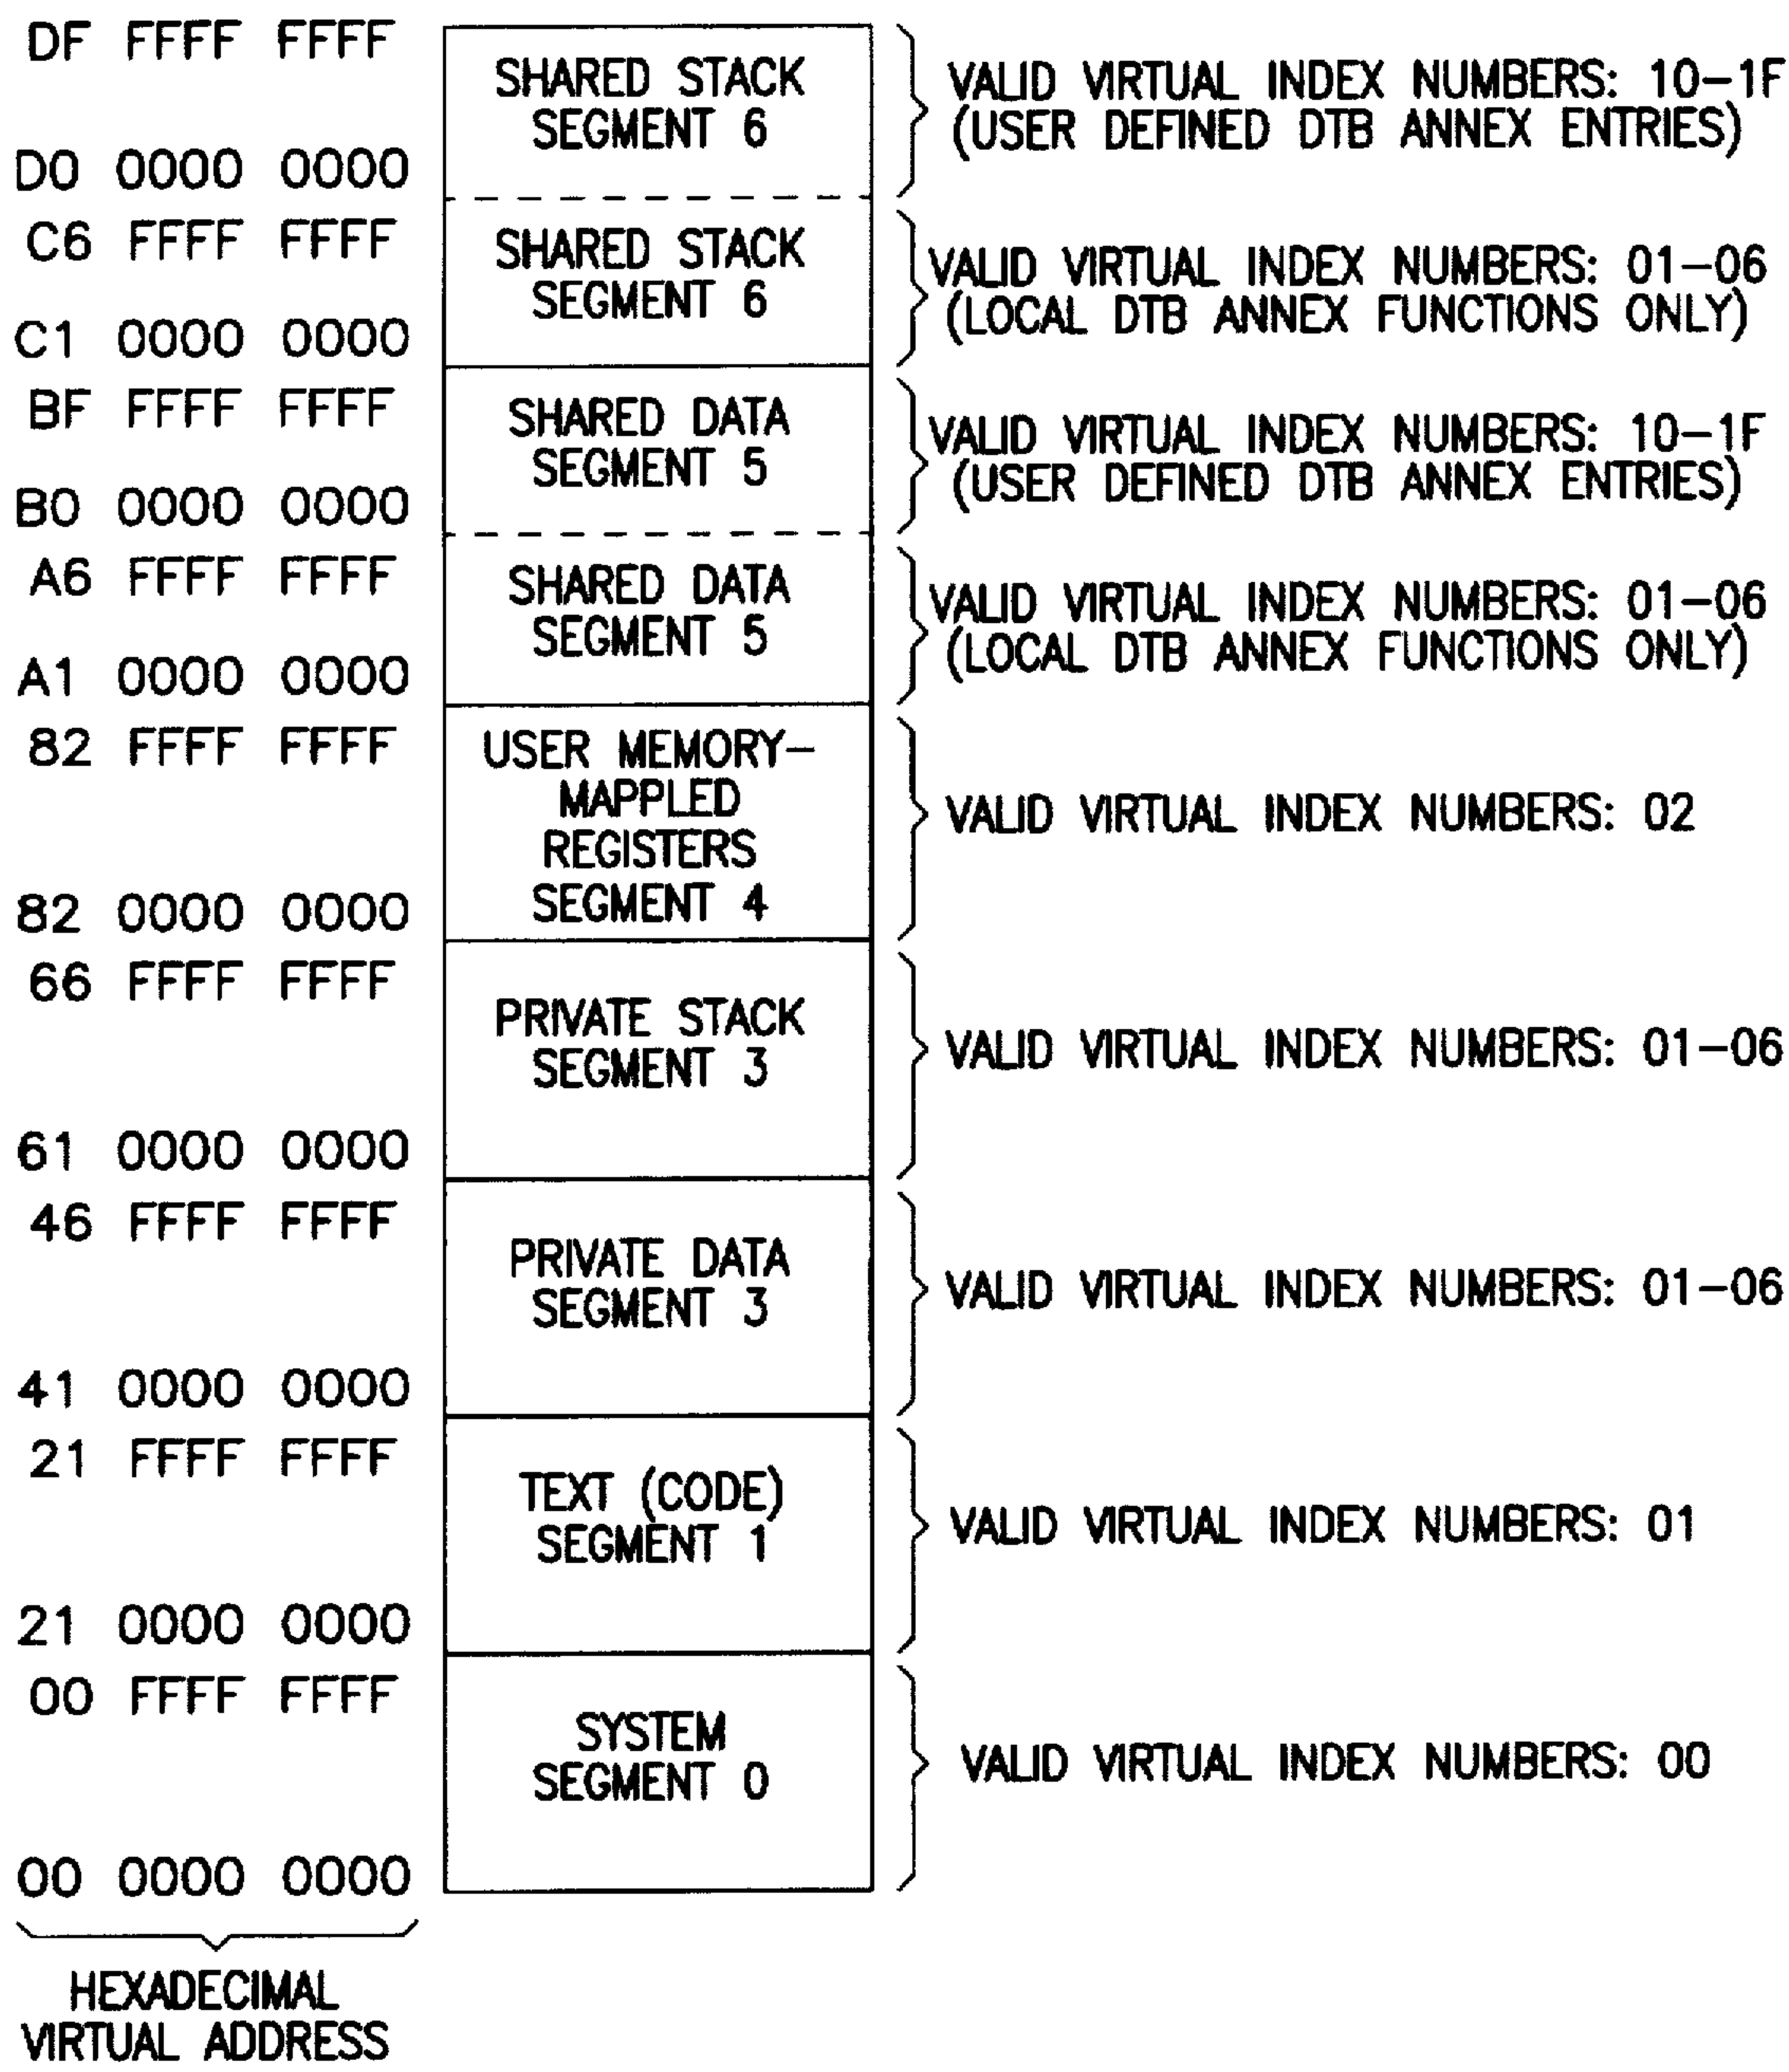 DF FFFF FFFF
SHARED STACK
SEGMENT 6
D0 0000 0000
VALID VIRTUAL INDEX NUMBERS: 10-1F
(USER DEFINED DTB ANNEX ENTRIES)
C6 FFFF FFFF
SHARED STACK
SEGMENT 6
C1 0000 0000
VALID VIRTUAL INDEX NUMBERS: 01-06
(LOCAL DTB ANNEX FUNCTIONS ONLY)
BF FFFF FFFF
SHARED DATA
SEGMENT 5
B0 0000 0000
VALID VIRTUAL INDEX NUMBERS: 10-1F
(USER DEFINED DTB ANNEX ENTRIES)
A6 FFFF FFFF
SHARED DATA
SEGMENT 5
A1 0000 0000
VALID VIRTUAL INDEX NUMBERS: 01-06
(LOCAL DTB ANNEX FUNCTIONS ONLY)
82 FFFF FFFF
USER MEMORY-
MAPPLED
REGISTERS
SEGMENT 4
82 0000 0000
VALID VIRTUAL INDEX NUMBERS: 02
66 FFFF FFFF
PRIVATE STACK
SEGMENT 3
61 0000 0000
VALID VIRTUAL INDEX NUMBERS: 01-06
46 FFFF FFFF
PRIVATE DATA
SEGMENT 3
41 0000 0000
VALID VIRTUAL INDEX NUMBERS: 01-06
21 FFFF FFFF
TEXT (CODE)
SEGMENT 1
21 0000 0000
VALID VIRTUAL INDEX NUMBERS: 01
00 FFFF FFFF
SYSTEM
SEGMENT 0
00 0000 0000
VALID VIRTUAL INDEX NUMBERS: 00
HEXADECIMAL
VIRTUAL ADDRESS